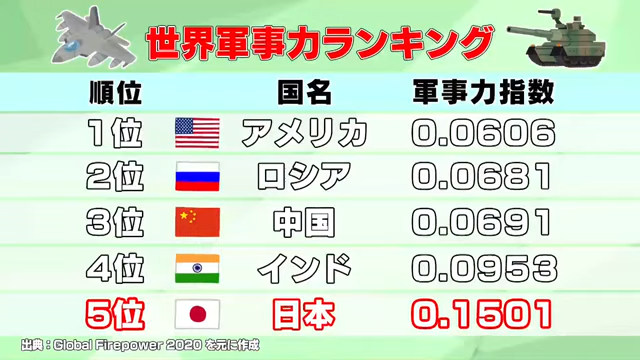 世界軍事力ランキング
順位 国名 軍事力指数
1位 アメリカ 0.0606
2位 ロシア 0.0681
3位 中国 0.0691
4位 インド 0.0953
5位 日本 0.1501
出典：Global Firepower 2020 を元に作成